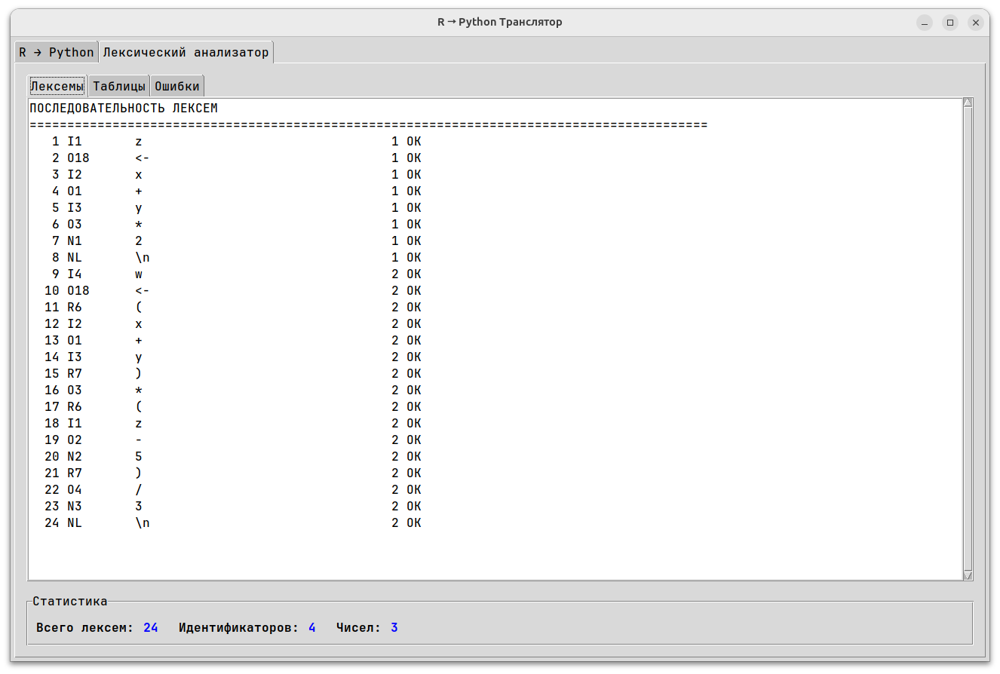 R → Python Транслятор
R → Python Лексический анализатор
Лексемы Таблицы Ошибки
ПОСЛЕДОВАТЕЛЬНОСТЬ ЛЕКСЕМ
==========================================================================================
1 I1 z 1 OK
2 O18 <- 1 OK
3 I2 x 1 OK
4 O1 + 1 OK
5 I3 y 1 OK
6 O3 * 1 OK
7 N1 2 1 OK
8 NL \n 1 OK
9 I4 w 2 OK
10 O18 <- 2 OK
11 R6 ( 2 OK
12 I2 x 2 OK
13 O1 + 2 OK
14 I3 y 2 OK
15 R7 ) 2 OK
16 O3 * 2 OK
17 R6 ( 2 OK
18 I1 z 2 OK
19 O2 - 2 OK
20 N2 5 2 OK
21 R7 ) 2 OK
22 O4 / 2 OK
23 N3 3 2 OK
24 NL \n 2 OK
Статистика
Всего лексем: 24 Идентификаторов: 4 Чисел: 3